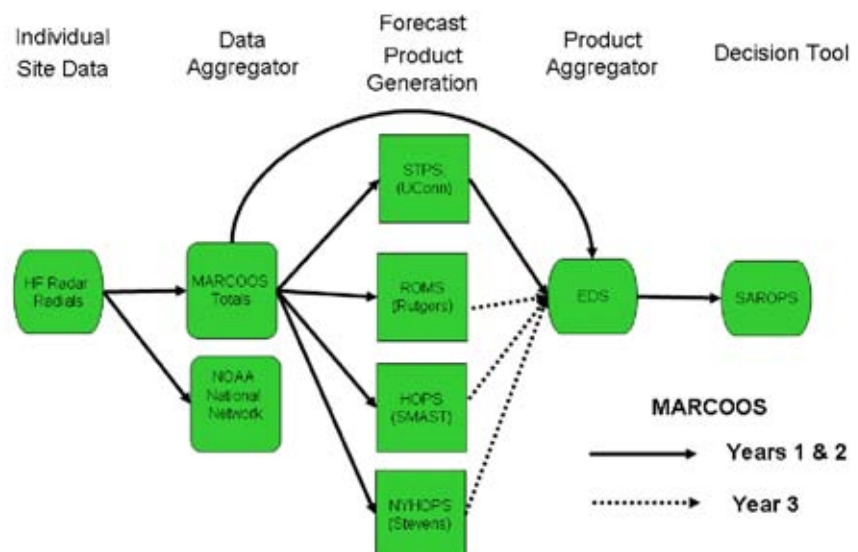 Individual
Site Data
Data
Aggregator
Forecast
Product
Generation
Product
Aggregator
Decision Tool
STPS
(UConn)
HF Radar
Radials
MARCOOS
Totals
ROMS
(Rutgers)
EDS
SAROPS
NOAA
National
Network
HOPS
(SMAST)
NYHOPS
(Stevens)
MARCOOS
Years 1 & 2
Year 3